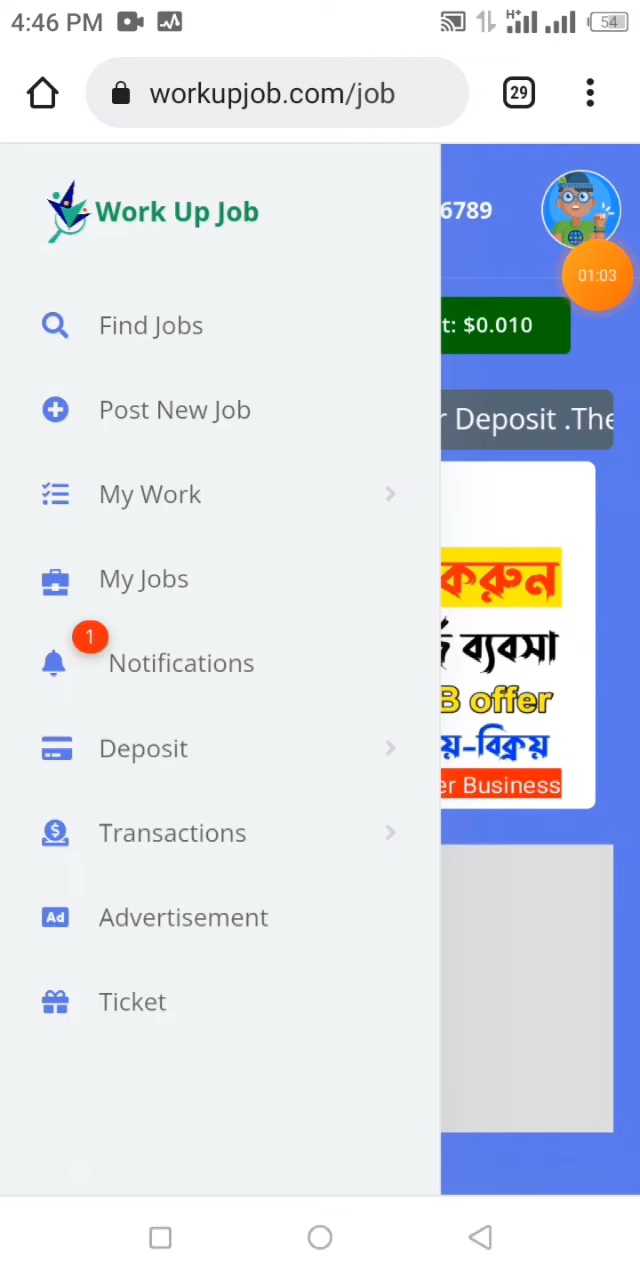 4:46 PM
H+
54
workupjob.com/job
29
Work Up Job
6789
01:03
Find Jobs
t: $0.010
Post New Job
Deposit .The
My Work
My Jobs
করুন
1
Notifications
ব্যবসা
B offer
Deposit
য়-বিক্রয়
er Business
$
Transactions
Ad
Advertisement
Ticket